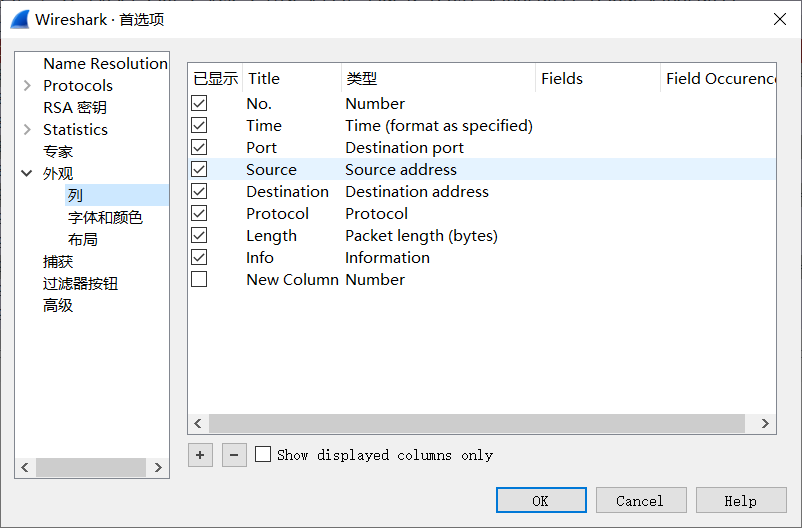 Wireshark · 首选项
Name Resolution
Protocols
RSA 密钥
Statistics
专家
外观
列
字体和颜色
布局
捕获
过滤器按钮
高级
已显示 Title 类型 Fields Field Occurenc
No. Number
Time Time (format as specified)
Port Destination port
Source Source address
Destination Destination address
Protocol Protocol
Length Packet length (bytes)
Info Information
New Column Number
Show displayed columns only
OK Cancel Help